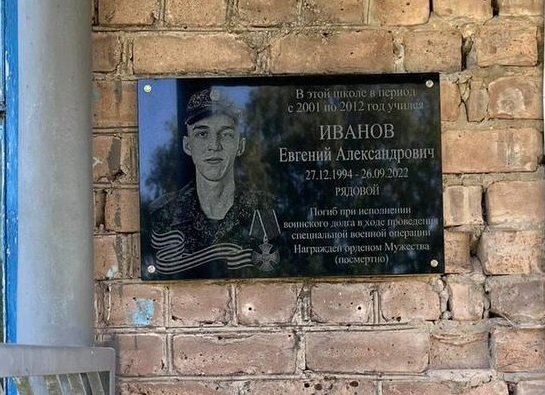 В этой школе в период
с 2001 по 2012 год учился
ИВАНОВ
Евгений Александрович
27.12.1994 - 26.09.2022
РЯДОВОЙ
Погиб при исполнении
воинского долга в ходе проведения
специальной военной операции
Награжден орденом Мужества
(посмертно)